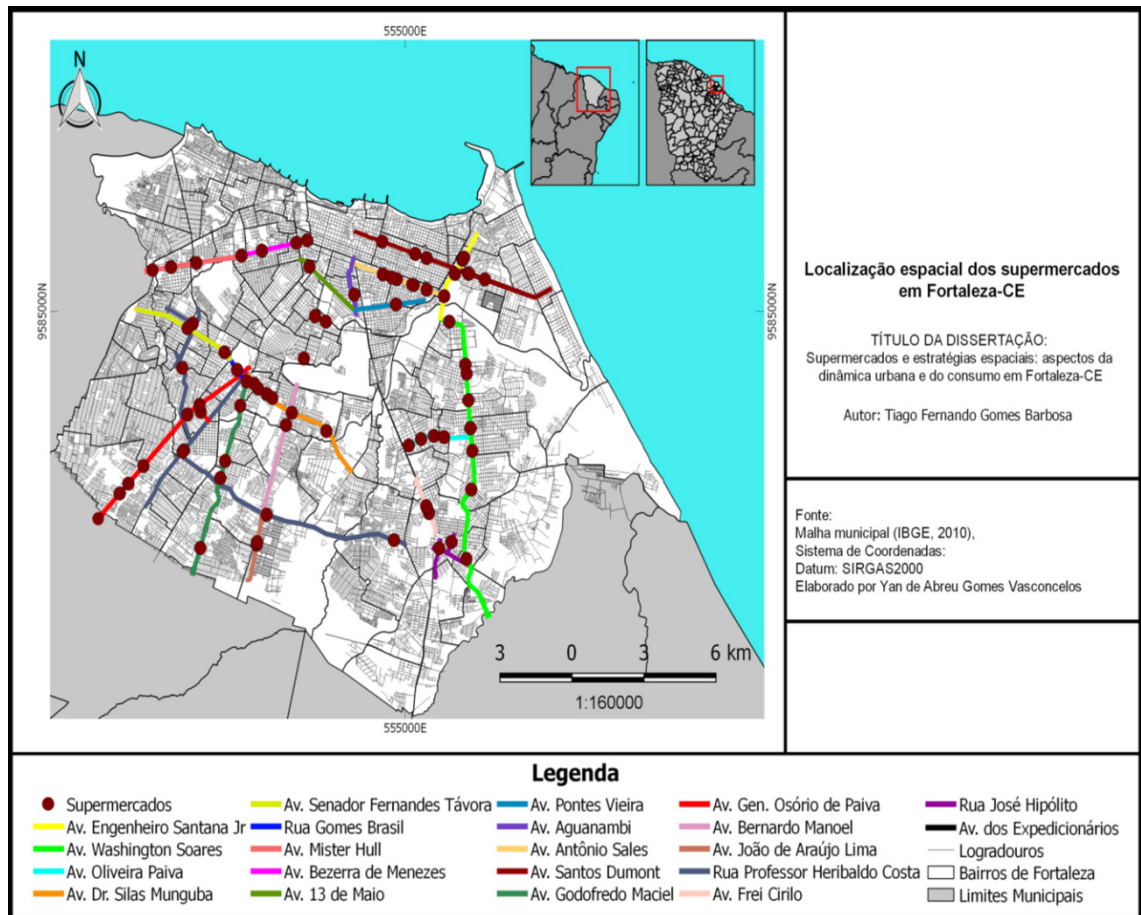 555000E
N
9585000N
9585000N
3 0 3 6 km
1:160000
555000E
Localização espacial dos supermercados
em Fortaleza-CE
TÍTULO DA DISSERTAÇÃO:
Supermercados e estratégias espaciais: aspectos da
dinâmica urbana e do consumo em Fortaleza-CE
Autor: Tiago Fernando Gomes Barbosa
Fonte:
Malha municipal (IBGE, 2010),
Sistema de Coordenadas:
Datum: SIRGAS2000
Elaborado por Yan de Abreu Gomes Vasconcelos
Legenda
Supermercados
Av. Engenheiro Santana Jr
Av. Washington Soares
Av. Oliveira Paiva
Av. Dr. Silas Munguba
Av. Senador Fernandes Távora
Rua Gomes Brasil
Av. Mister Hull
Av. Bezerra de Menezes
Av. 13 de Maio
Av. Pontes Vieira
Av. Aguanambi
Av. Antônio Sales
Av. Santos Dumont
Av. Godofredo Maciel
Av. Gen. Osório de Paiva
Av. Bernardo Manoel
Av. João de Araújo Lima
Rua Professor Heribaldo Costa
Av. Frei Cirilo
Rua José Hipólito
Av. dos Expedicionários
Logradouros
Bairros de Fortaleza
Limites Municipais